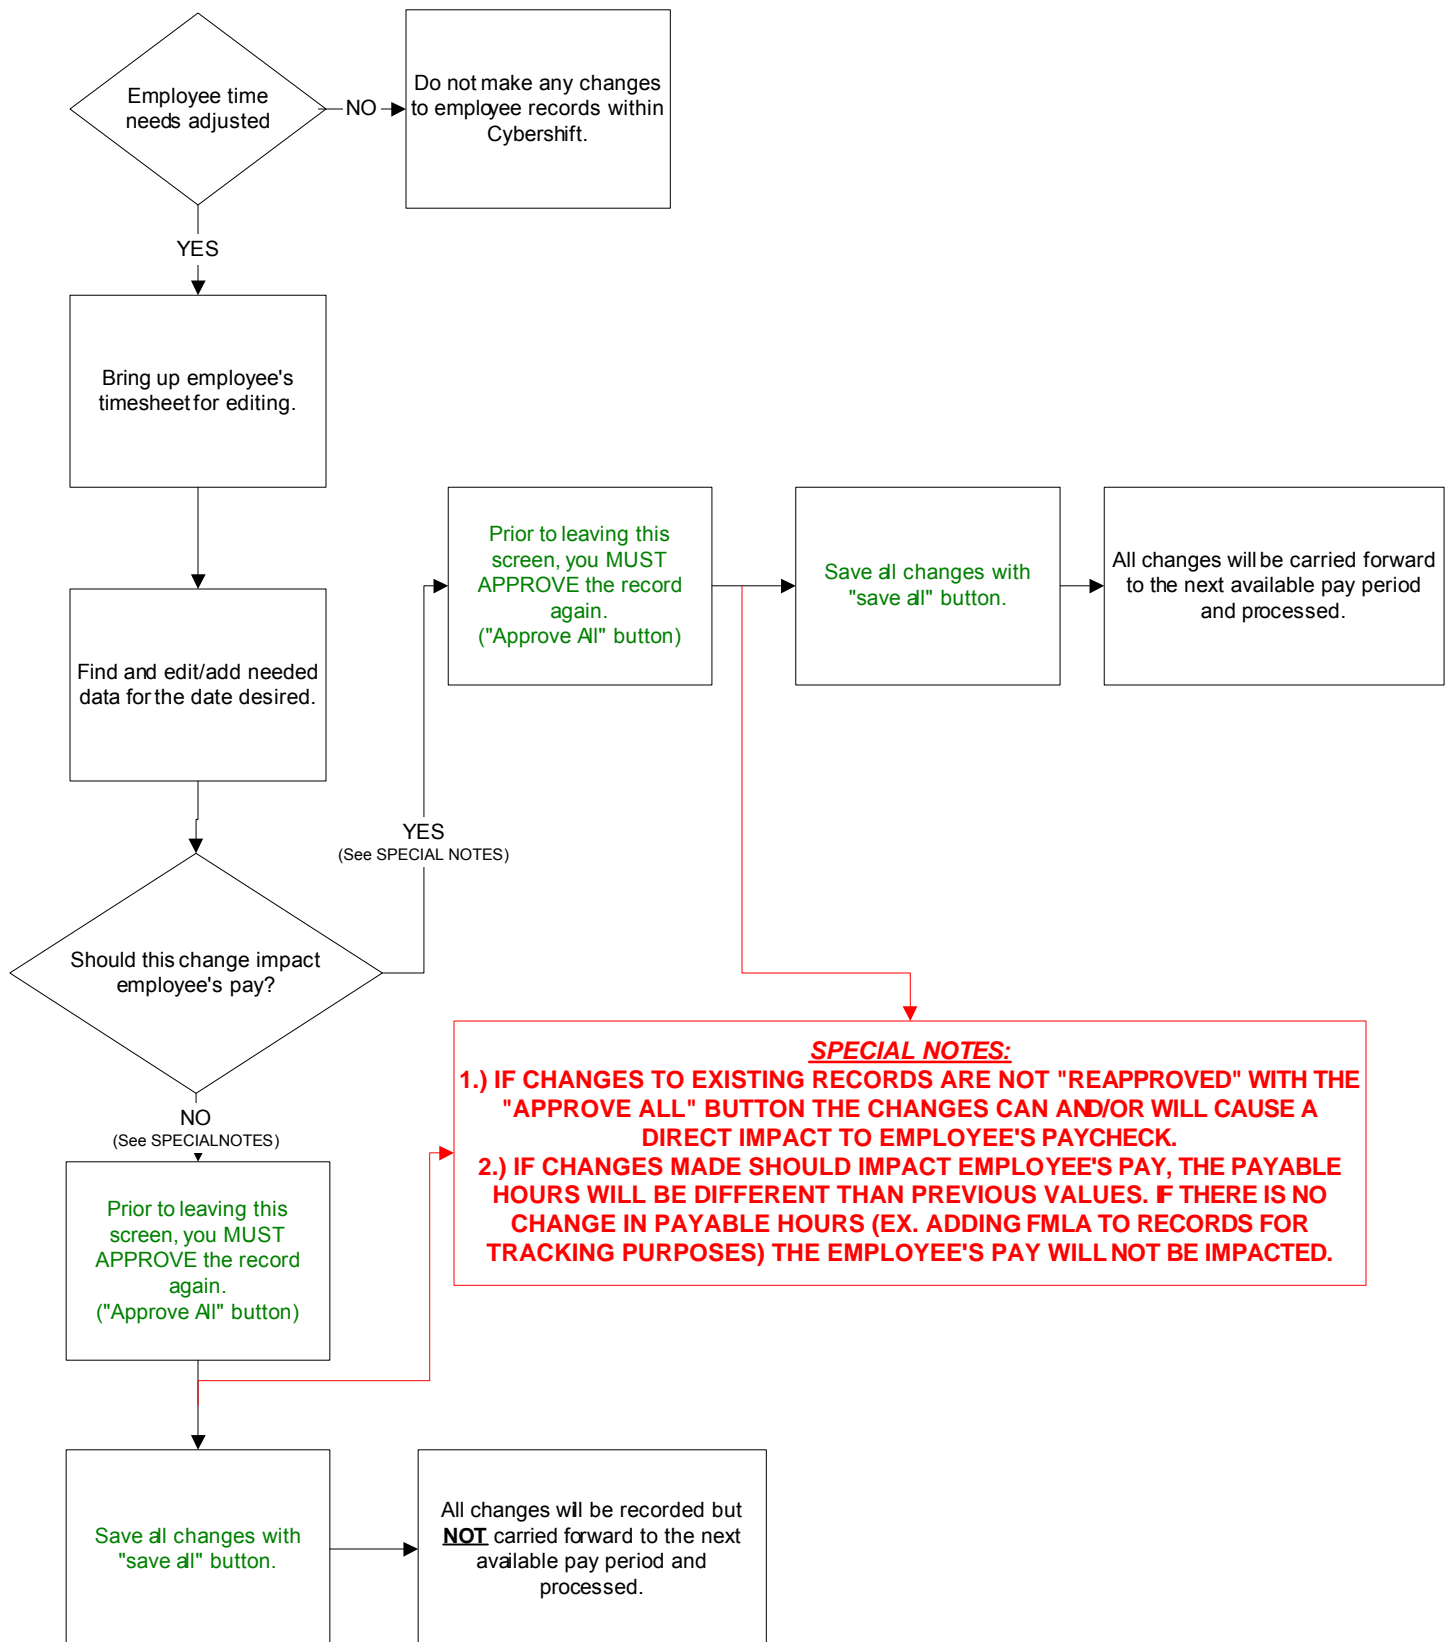 Employee time
needs adjusted
NO
Do not make any changes
to employee records within
Cybershift.
YES
Bring up employee's
timesheet for editing.
Find and edit/add needed
data for the date desired.
Should this change impact
employee's pay?
YES
(See SPECIAL NOTES)
Prior to leaving this
screen, you MUST
APPROVE the record
again.
("Approve All" button)
Save all changes with
"save all" button.
All changes will be carried forward
to the next available pay period
and processed.
SPECIAL NOTES:
1.) IF CHANGES TO EXISTING RECORDS ARE NOT "REAPPROVED" WITH THE
"APPROVE ALL" BUTTON THE CHANGES CAN AND/OR WILL CAUSE A
DIRECT IMPACT TO EMPLOYEE'S PAYCHECK.
2.) IF CHANGES MADE SHOULD IMPACT EMPLOYEE'S PAY, THE PAYABLE
HOURS WILL BE DIFFERENT THAN PREVIOUS VALUES. IF THERE IS NO
CHANGE IN PAYABLE HOURS (EX. ADDING FMLA TO RECORDS FOR
TRACKING PURPOSES) THE EMPLOYEE'S PAY WILL NOT BE IMPACTED.
NO
(See SPECIAL NOTES)
Prior to leaving this
screen, you MUST
APPROVE the record
again.
("Approve All" button)
Save all changes with
"save all" button.
All changes will be recorded but
NOT carried forward to the next
available pay period and
processed.